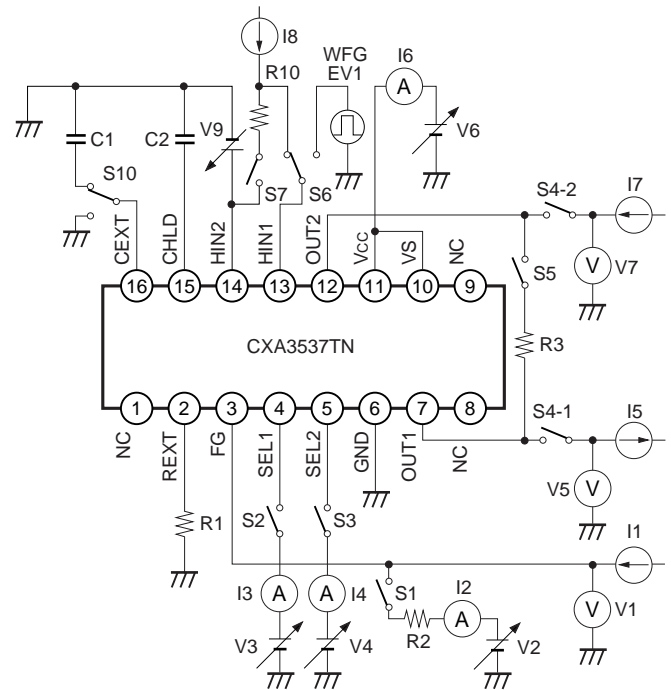 I8
R10
WFG
EV1
I6
A
V6
C1
C2
V9
S10
S7
S6
S4-2
I7
CEXT
CHLD
HIN2
HIN1
OUT2
VCC
VS
NC
S5
V
V7
16
15
14
13
12
11
10
9
R3
CXA3537TN
1
2
3
4
5
6
7
8
NC
REXT
FG
SEL1
SEL2
GND
OUT1
NC
S4-1
I5
V5
V
R1
S2
S3
I1
I3
A
A
I4
S1
I2
A
R2
V1
V
V3
V4
V2